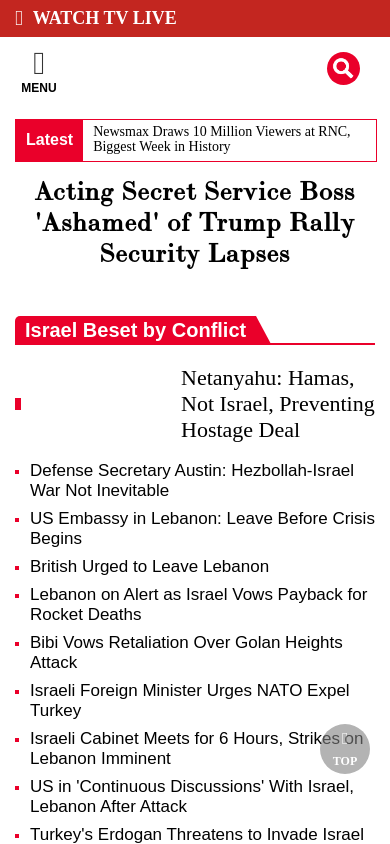 WATCH TV LIVE
MENU
Latest
Newsmax Draws 10 Million Viewers at RNC,
Biggest Week in History
Acting Secret Service Boss
'Ashamed' of Trump Rally
Security Lapses
Israel Beset by Conflict
Netanyahu: Hamas,
Not Israel, Preventing
Hostage Deal
Defense Secretary Austin: Hezbollah-Israel
War Not Inevitable
US Embassy in Lebanon: Leave Before Crisis
Begins
British Urged to Leave Lebanon
Lebanon on Alert as Israel Vows Payback for
Rocket Deaths
Bibi Vows Retaliation Over Golan Heights
Attack
Israeli Foreign Minister Urges NATO Expel
Turkey
Israeli Cabinet Meets for 6 Hours, Strikes on
Lebanon Imminent
TOP
US in 'Continuous Discussions' With Israel,
Lebanon After Attack
Turkey's Erdogan Threatens to Invade Israel